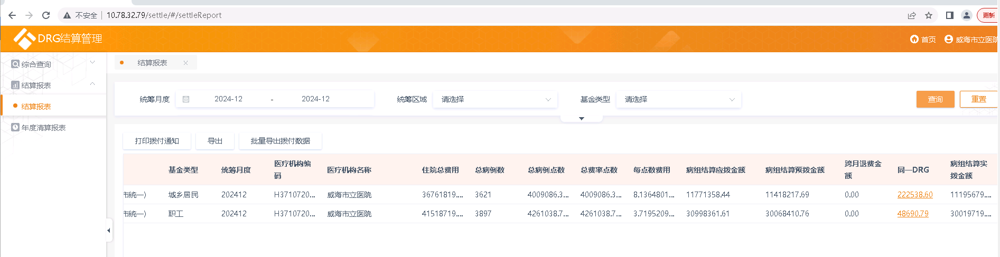 不安全 | 10.78.32.79/settle/#/settleReport
更新
DRG结算管理
首页 威海市立医院
综合查询
结算报表
结算报表
年度清算报表
结算报表
统筹月度 2024-12 - 2024-12 统筹区域 请选择 基金类型 请选择 查询 重置
打印拨付通知 导出 批量导出拨付数据
基金类型 统筹月度 医疗机构编码 医疗机构名称 住院总费用 总病例数 总病例点数 总费率点数 每点数费用 病组结算应拨金额 病组结算预拨金额 跨月退费金额 同一DRG 病组结算实拨金额
市统一) 城乡居民 202412 H3710720... 威海市立医院 36761819.... 3621 4009086.3... 4009086.3... 8.1364801... 11771358.44 11418217.69 0.00 222538.60 11195679....
市统一) 职工 202412 H3710720... 威海市立医院 41518719.... 3897 4261038.7... 4261038.7... 3.7195209... 30998361.61 30068410.76 0.00 48690.79 30019719....